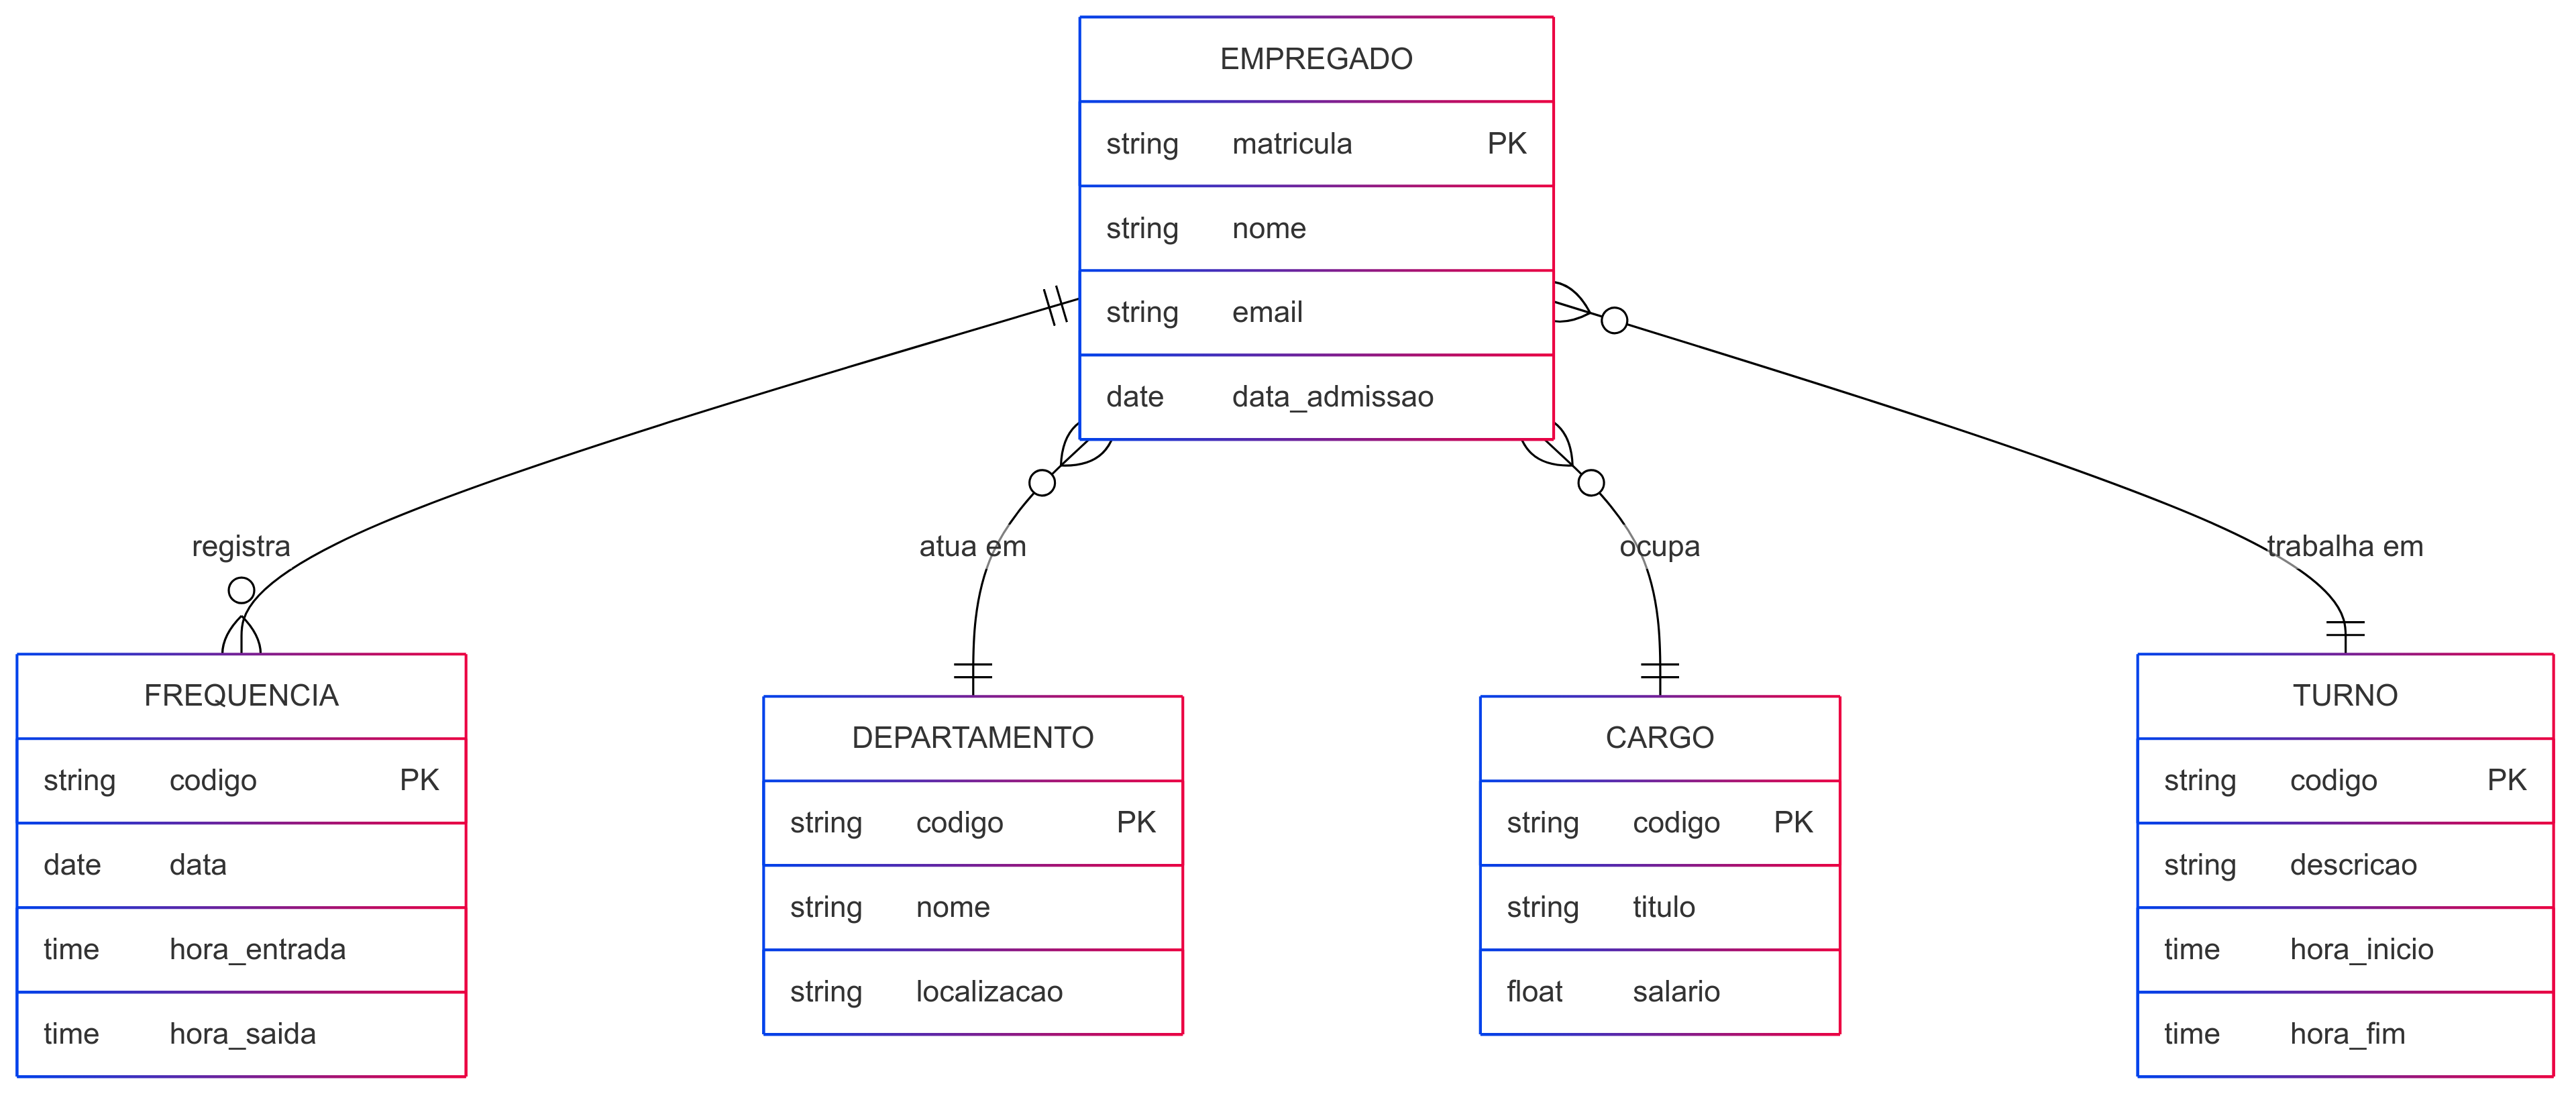 EMPREGADO
string matricula PK
string nome
string email
date data_admissao
registra
atua em
ocupa
trabalha em
FREQUENCIA
string codigo PK
date data
time hora_entrada
time hora_saida
DEPARTAMENTO
string codigo PK
string nome
string localizacao
CARGO
string codigo PK
string titulo
float salario
TURNO
string codigo PK
string descricao
time hora_inicio
time hora_fim